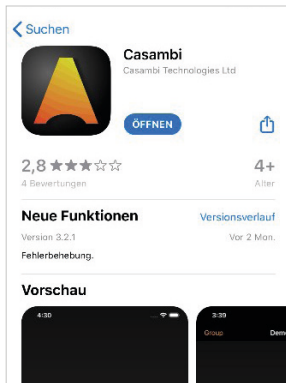 Suchen
Casambi
Casambi Technologies Ltd
ÖFFNEN
2,8
4+
4 Bewertungen
Alter
Neue Funktionen
Versionsverlauf
Version 3.2.1
Vor 2 Mon.
Fehlerbehebung.
Vorschau
4:30
3:39
Group
Demo